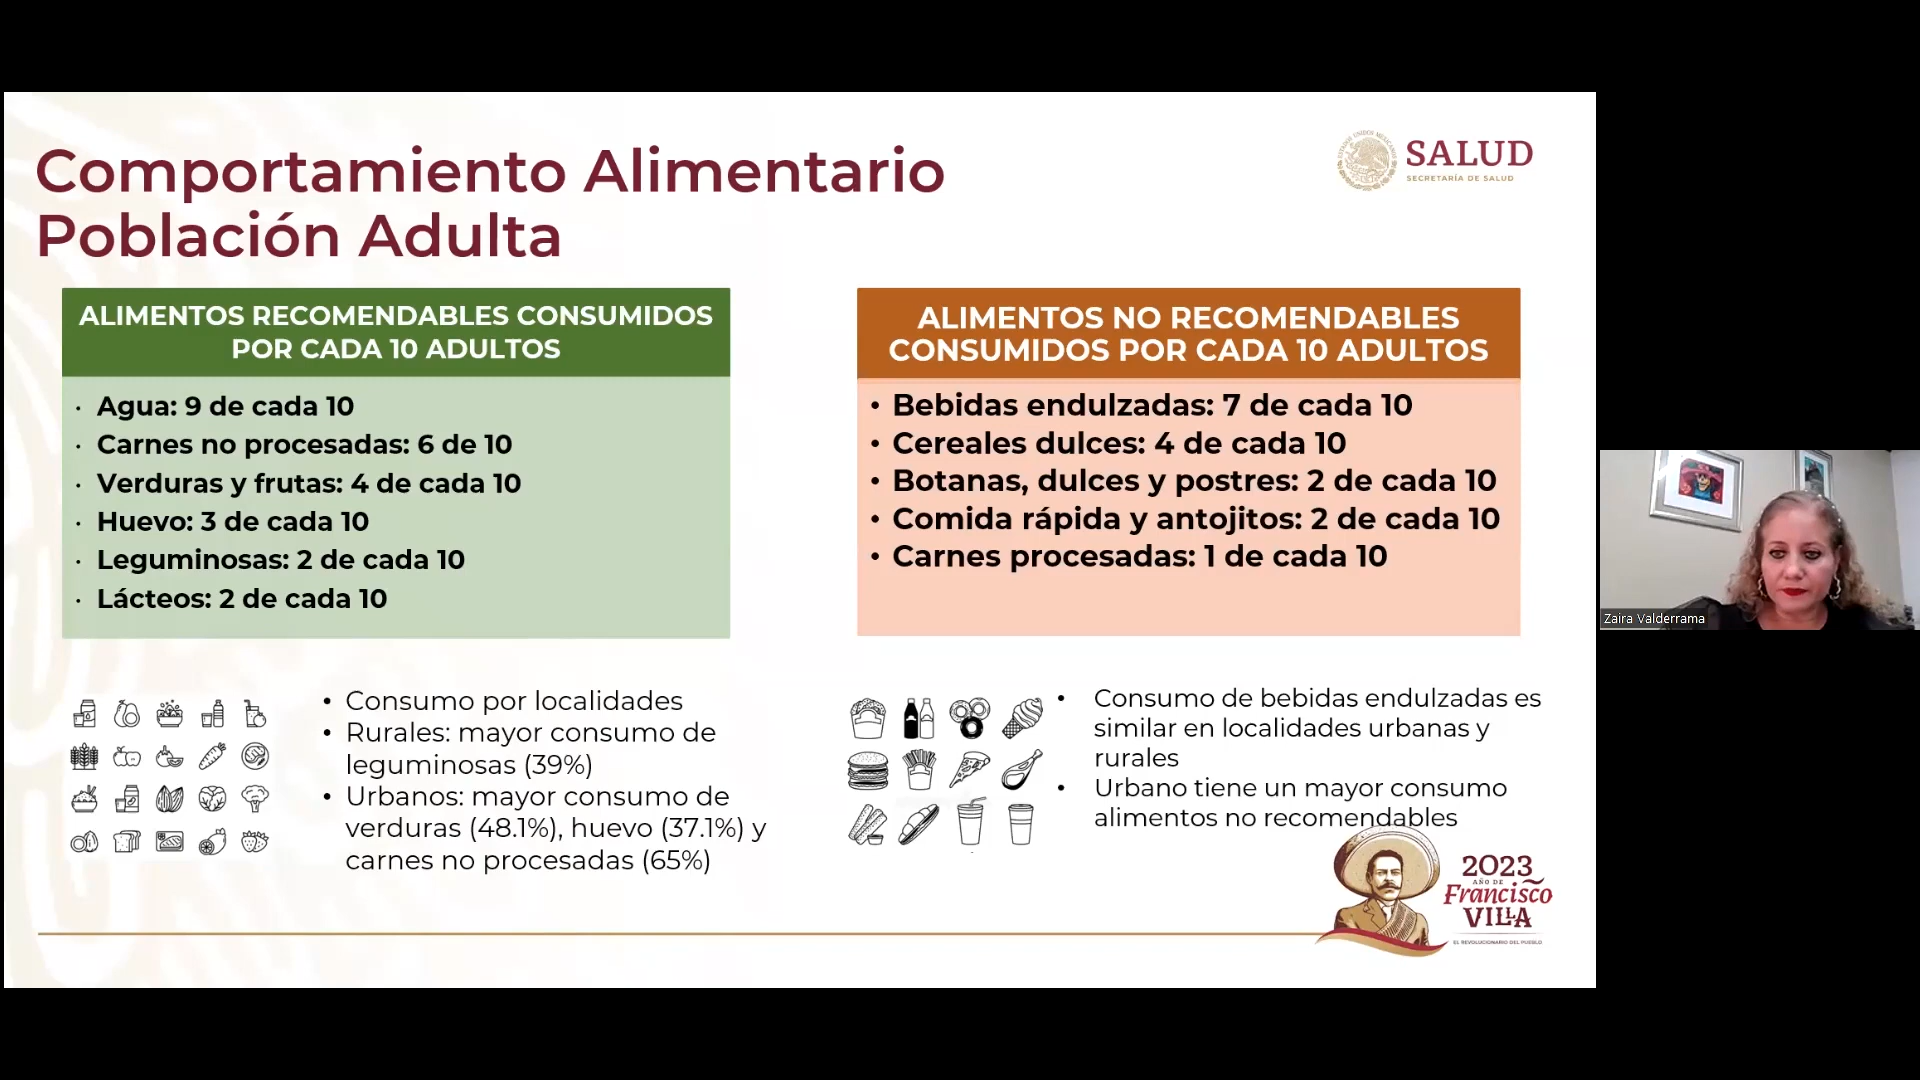 Comportamiento Alimentario
Población Adulta
ESTADOS UNIDOS MEXICANOS
SALUD
SECRETARÍA DE SALUD
ALIMENTOS RECOMENDABLES CONSUMIDOS
POR CADA 10 ADULTOS
· Agua: 9 de cada 10
· Carnes no procesadas: 6 de 10
· Verduras y frutas: 4 de cada 10
· Huevo: 3 de cada 10
· Leguminosas: 2 de cada 10
· Lácteos: 2 de cada 10
ALIMENTOS NO RECOMENDABLES
CONSUMIDOS POR CADA 10 ADULTOS
• Bebidas endulzadas: 7 de cada 10
• Cereales dulces: 4 de cada 10
• Botanas, dulces y postres: 2 de cada 10
• Comida rápida y antojitos: 2 de cada 10
• Carnes procesadas: 1 de cada 10
• Consumo por localidades
• Rurales: mayor consumo de
leguminosas (39%)
• Urbanos: mayor consumo de
verduras (48.1%), huevo (37.1%) y
carnes no procesadas (65%)
• Consumo de bebidas endulzadas es
similar en localidades urbanas y
rurales
• Urbano tiene un mayor consumo
alimentos no recomendables
2023
AÑO DE
Francisco
VILLA
EL REVOLUCIONARIO DEL PUEBLO
Zaira Valderrama